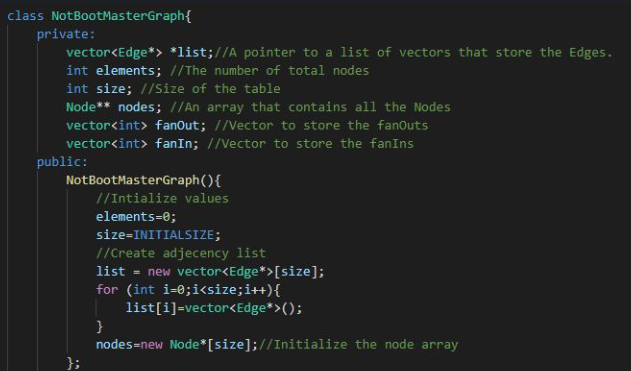 class NotBootMasterGraph{
private:
vector<Edge*> *list;//A pointer to a list of vectors that store the Edges.
int elements; //The number of total nodes
int size; //Size of the table
Node** nodes; //An array that contains all the Nodes
vector<int> fanOut; //Vector to store the fanOuts
vector<int> fanIn; //Vector to store the fanIns
public:
NotBootMasterGraph(){
//Intialize values
elements=0;
size=INITIALSIZE;
//Create adjecency list
list = new vector<Edge*>[size];
for (int i=0;i<size;i++){
list[i]=vector<Edge*>();
}
nodes=new Node*[size];//Initialize the node array
};